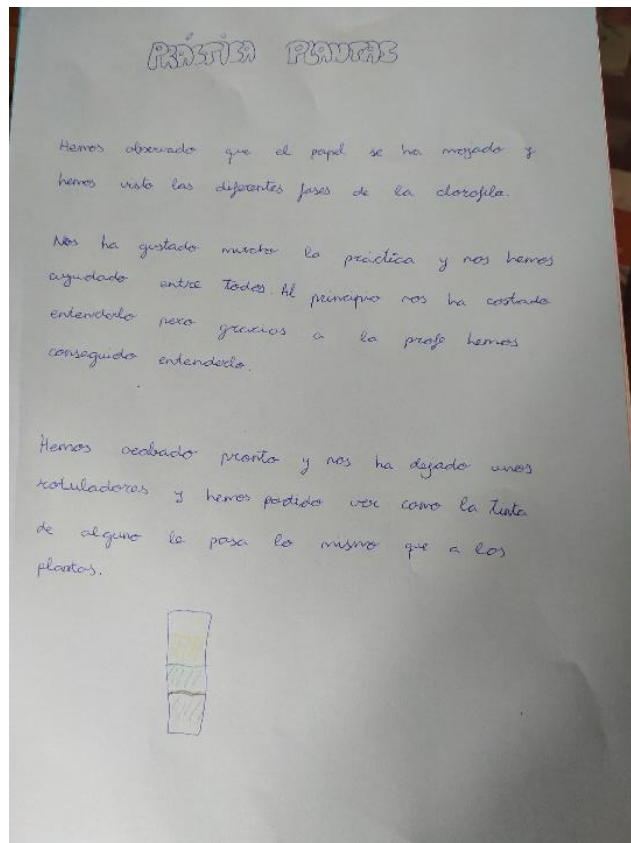 PRÁCTICA PLANTAS
Hemos observado que el papel se ha mojado y
hemos visto las diferentes fases de la clorofila.
Nos ha gustado mucho la práctica y nos hemos
ayudado entre todos. Al principio nos ha costado
entenderlo pero gracias a la profe hemos
conseguido entenderlo.
Hemos acabado pronto y nos ha dejado unos
rotuladores y hemos podido ver como la tinta
de alguno le pasa lo mismo que a las
plantas.